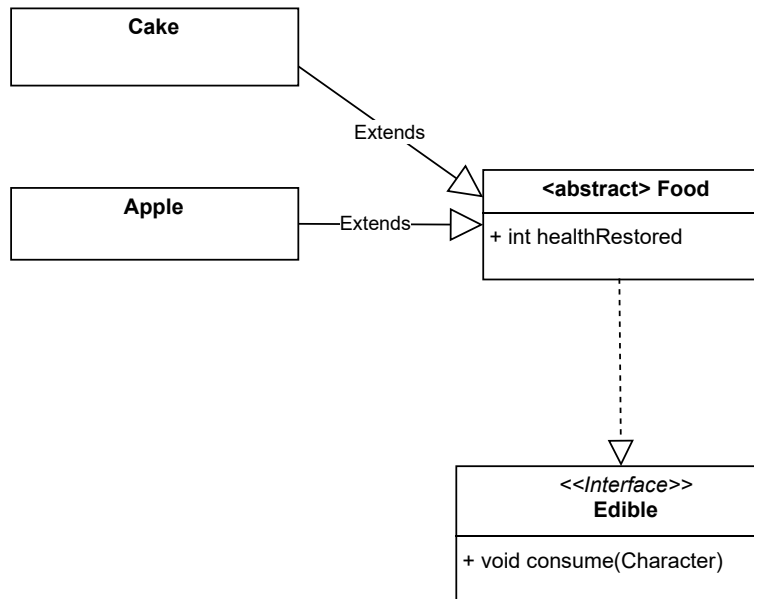 Cake
Extends
Apple
Extends
<abstract> Food
+ int healthRestored
<<Interface>>
Edible
+ void consume(Character)